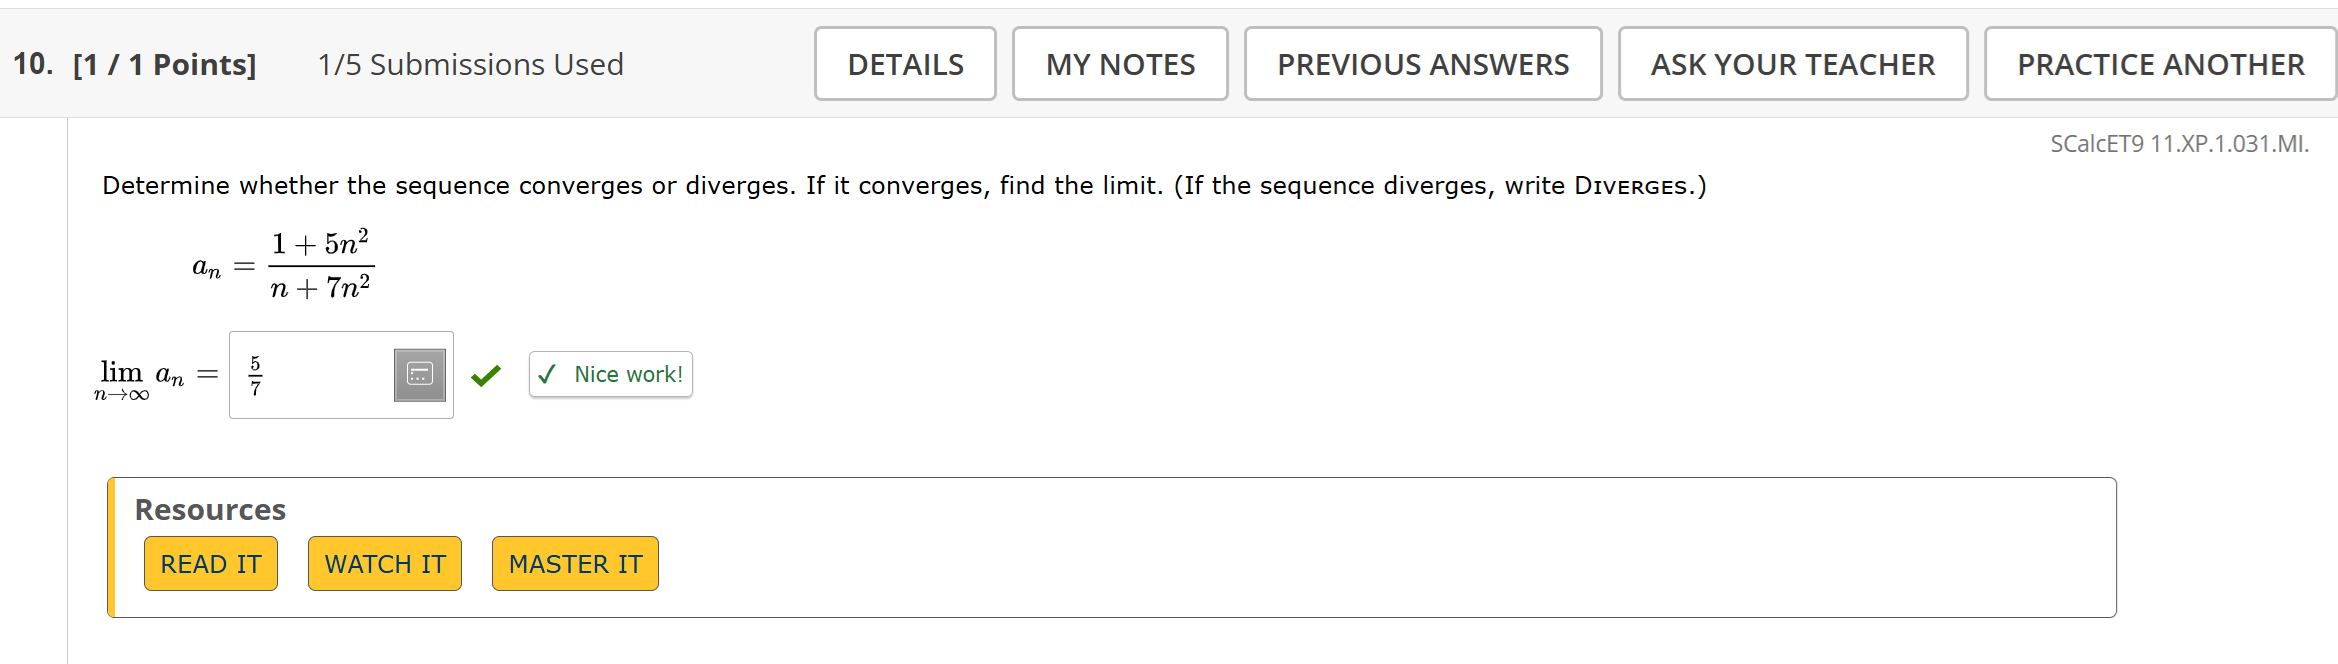 10. [1 / 1 Points] 1/5 Submissions Used DETAILS MY NOTES PREVIOUS ANSWERS ASK YOUR TEACHER PRACTICE ANOTHER
SCalcET9 11.XP.1.031.MI.
Determine whether the sequence converges or diverges. If it converges, find the limit. (If the sequence diverges, write DIVERGES.)
aₙ = (1 + 5n²)/(n + 7n²)
lim n→∞ aₙ = 5/7 ✓ Nice work!
Resources
READ IT WATCH IT MASTER IT